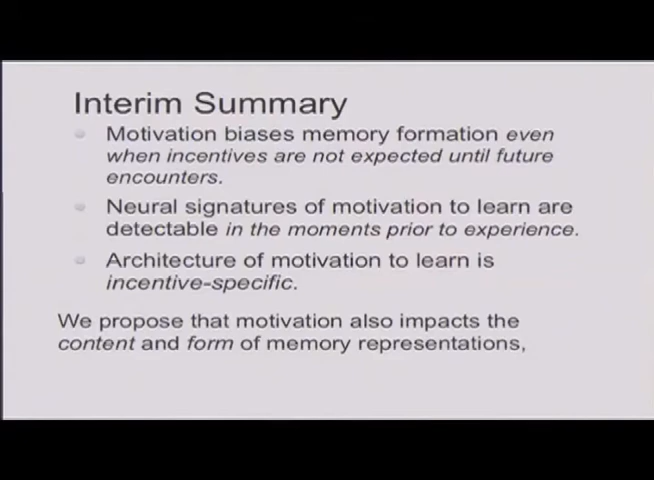 Interim Summary
Motivation biases memory formation even
when incentives are not expected until future
encounters.
Neural signatures of motivation to learn are
detectable in the moments prior to experience.
Architecture of motivation to learn is
incentive-specific.
We propose that motivation also impacts the
content and form of memory representations,